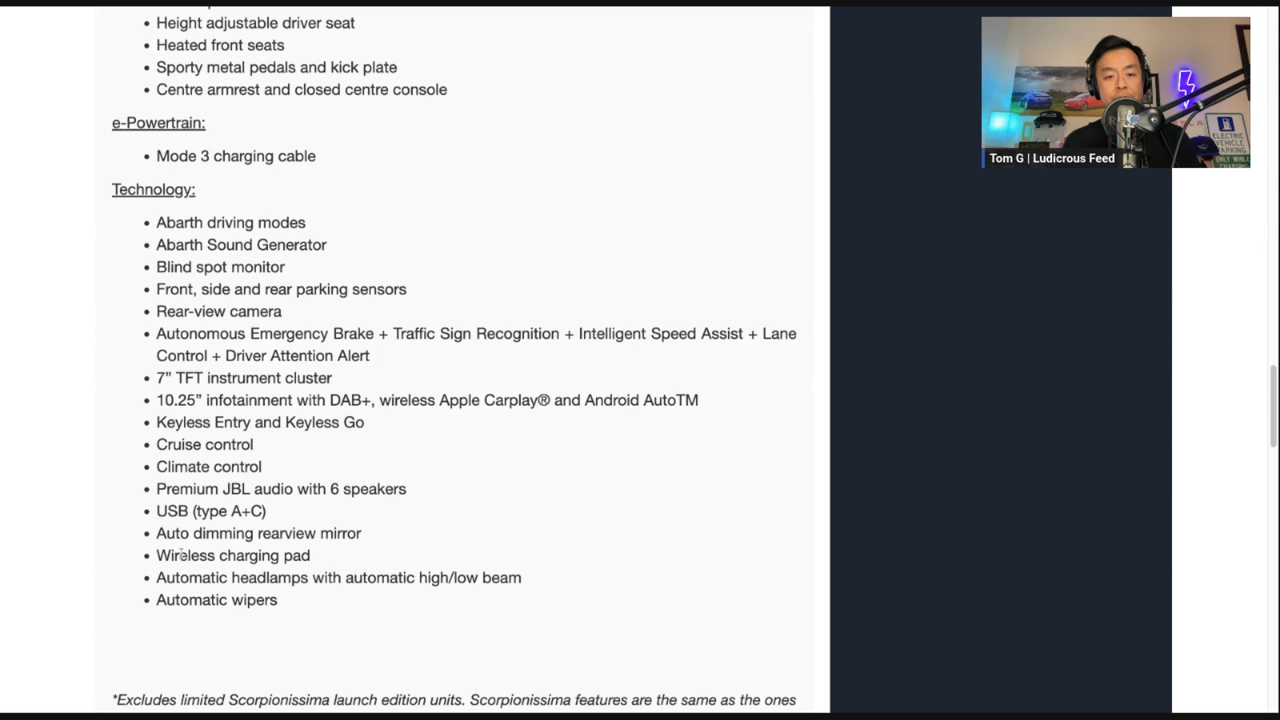 Height adjustable driver seat
Heated front seats
Sporty metal pedals and kick plate
Centre armrest and closed centre console
e-Powertrain:
Mode 3 charging cable
Technology:
Abarth driving modes
Abarth Sound Generator
Blind spot monitor
Front, side and rear parking sensors
Rear-view camera
Autonomous Emergency Brake + Traffic Sign Recognition + Intelligent Speed Assist + Lane
Control + Driver Attention Alert
7” TFT instrument cluster
10.25” infotainment with DAB+, wireless Apple Carplay® and Android AutoTM
Keyless Entry and Keyless Go
Cruise control
Climate control
Premium JBL audio with 6 speakers
USB (type A+C)
Auto dimming rearview mirror
Wireless charging pad
Automatic headlamps with automatic high/low beam
Automatic wipers
*Excludes limited Scorpionissima launch edition units. Scorpionissima features are the same as the ones
Tom G | Ludicrous Feed
ELECTRIC
VEHICLE
PARKING
ONLY WHILE
CHARGING